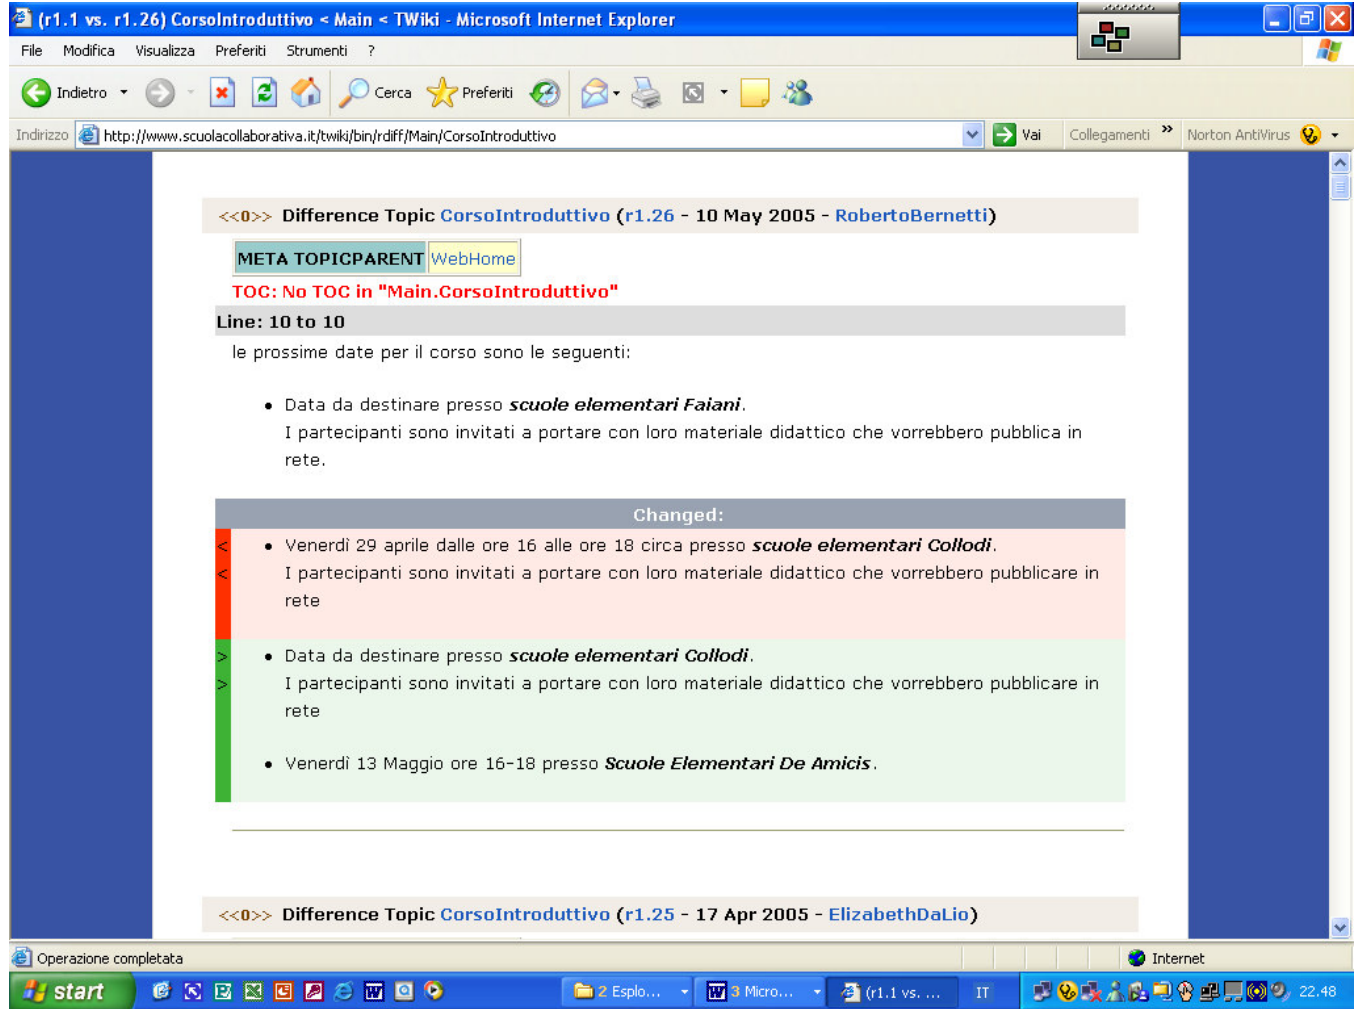 (r1.1 vs. r1.26) CorsoIntroduttivo < Main < TWiki - Microsoft Internet Explorer
File Modifica Visualizza Preferiti Strumenti ?
Indietro Cerca Preferiti
Indirizzo http://www.scuolacollaborativa.it/twiki/bin/rdiff/Main/CorsoIntroduttivo Vai Collegamenti » Norton AntiVirus
<<0>> Difference Topic CorsoIntroduttivo (r1.26 - 10 May 2005 - RobertoBernetti)
META TOPICPARENT WebHome
TOC: No TOC in "Main.CorsoIntroduttivo"
Line: 10 to 10
le prossime date per il corso sono le seguenti:
• Data da destinare presso scuole elementari Faiani.
I partecipanti sono invitati a portare con loro materiale didattico che vorrebbero pubblica in
rete.
Changed:
< • Venerdì 29 aprile dalle ore 16 alle ore 18 circa presso scuole elementari Collodi.
< I partecipanti sono invitati a portare con loro materiale didattico che vorrebbero pubblicare in
rete
> • Data da destinare presso scuole elementari Collodi.
> I partecipanti sono invitati a portare con loro materiale didattico che vorrebbero pubblicare in
rete
• Venerdì 13 Maggio ore 16-18 presso Scuole Elementari De Amicis.
<<0>> Difference Topic CorsoIntroduttivo (r1.25 - 17 Apr 2005 - ElizabethDaLio)
Operazione completata Internet
start 2 Esplo... 3 Micro... (r1.1 vs. ... IT 22.48